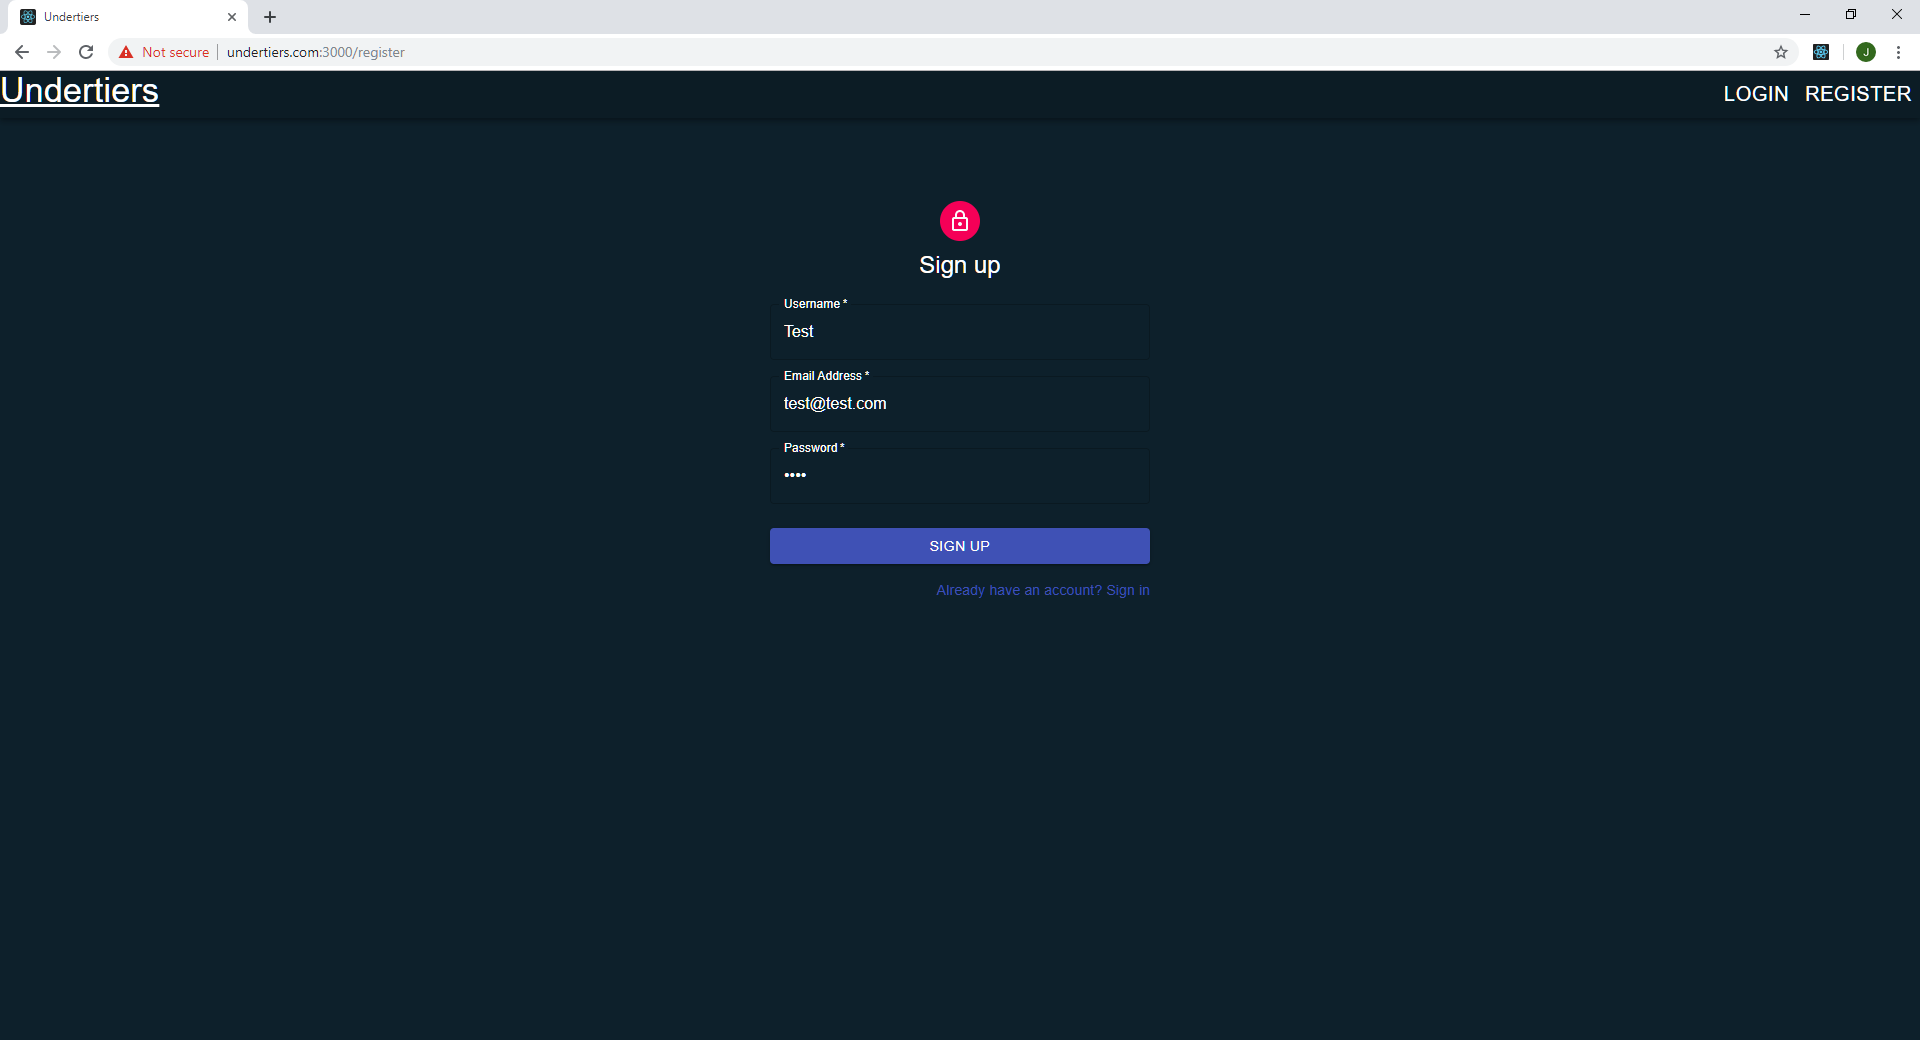 Undertiers
Not secure undertiers.com:3000/register
J
Undertiers LOGIN REGISTER
Sign up
Username *
Test
Email Address *
test@test.com
Password *
••••
SIGN UP
Already have an account? Sign in